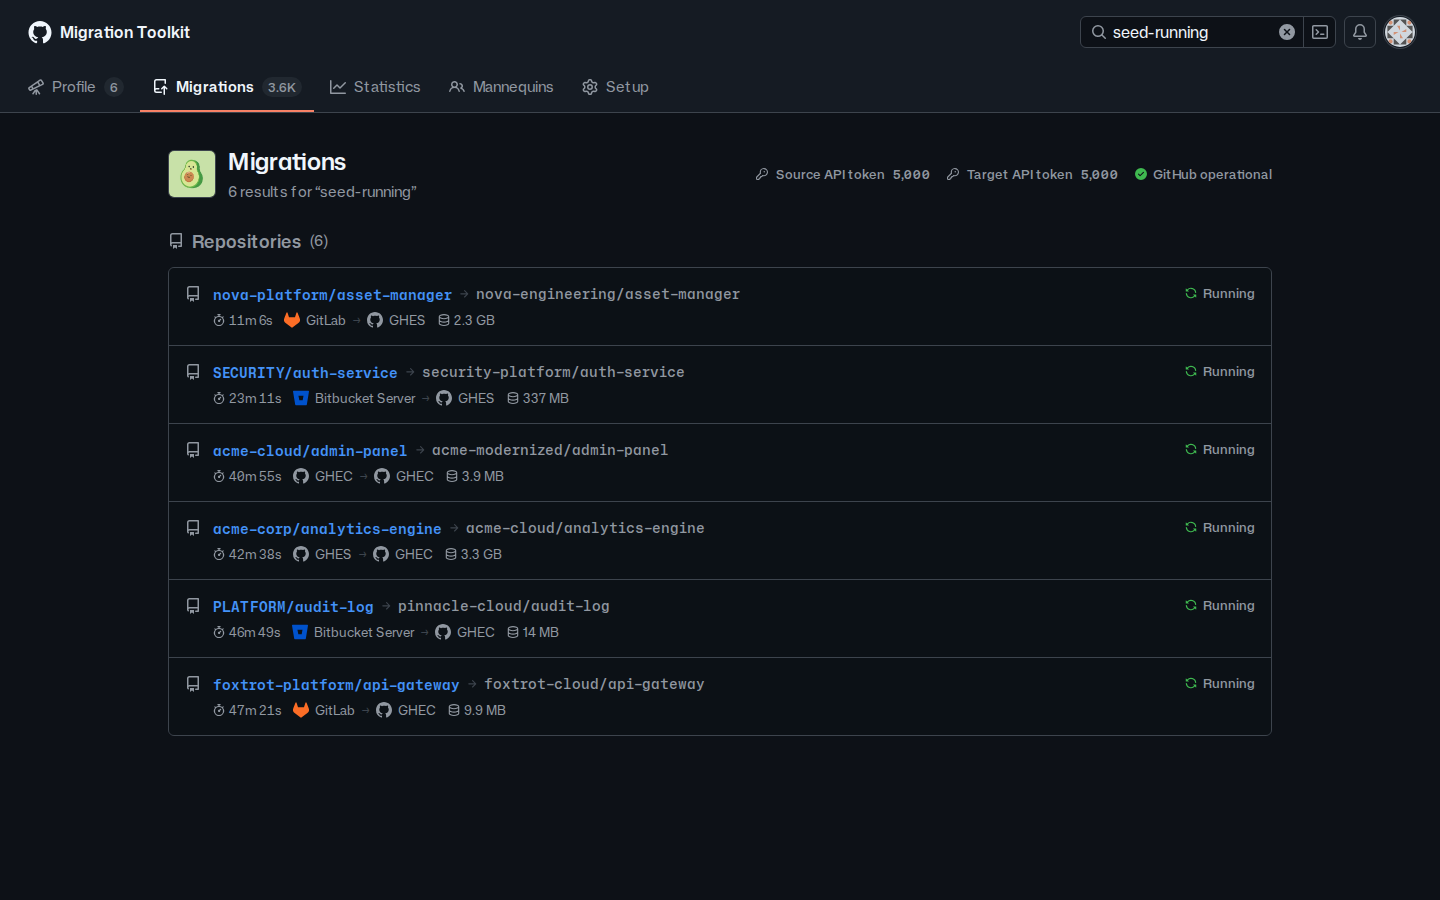 Migration Toolkit
seed-running
Profile 6
Migrations 3.6K
Statistics
Mannequins
Setup
Migrations
6 results for “seed-running”
Source API token 5,000
Target API token 5,000
GitHub operational
Repositories (6)
nova-platform/asset-manager → nova-engineering/asset-manager
Running
11m 6s GitLab → GHES 2.3 GB
SECURITY/auth-service → security-platform/auth-service
Running
23m 11s Bitbucket Server → GHES 337 MB
acme-cloud/admin-panel → acme-modernized/admin-panel
Running
40m 55s GHEC → GHEC 3.9 MB
acme-corp/analytics-engine → acme-cloud/analytics-engine
Running
42m 38s GHES → GHEC 3.3 GB
PLATFORM/audit-log → pinnacle-cloud/audit-log
Running
46m 49s Bitbucket Server → GHEC 14 MB
foxtrot-platform/api-gateway → foxtrot-cloud/api-gateway
Running
47m 21s GitLab → GHEC 9.9 MB